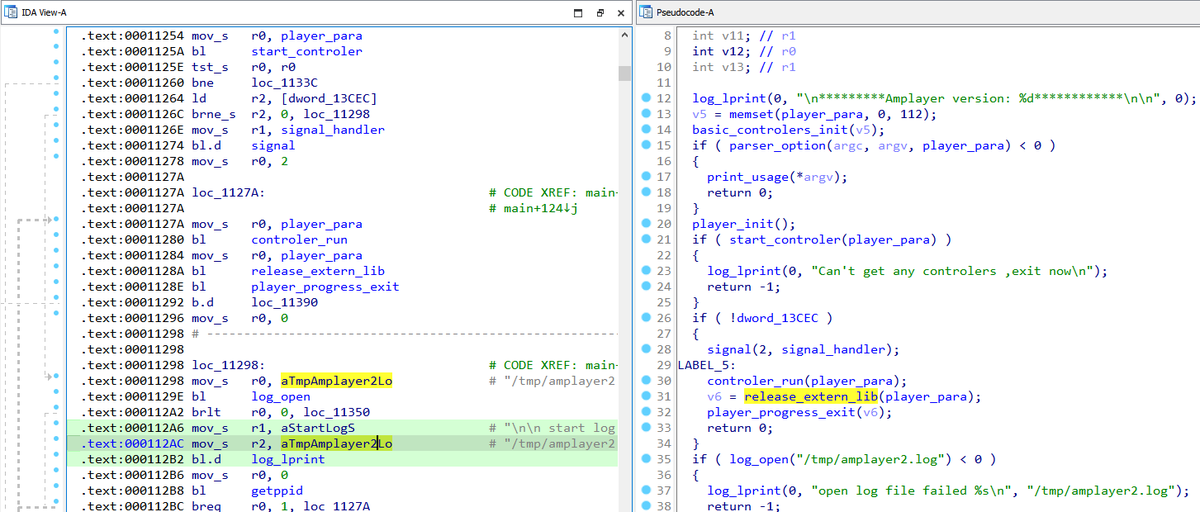 IDA View-A
.text:00011254 mov_s r0, player_para
.text:0001125A bl start_controler
.text:0001125E tst_s r0, r0
.text:00011260 bne loc_1133C
.text:00011264 ld r2, [dword_13CEC]
.text:0001126C brne_s r2, 0, loc_11298
.text:0001126E mov_s r1, signal_handler
.text:00011274 bl.d signal
.text:00011278 mov_s r0, 2
.text:0001127A
.text:0001127A loc_1127A: # CODE XREF: main
.text:0001127A # main+124↓j
.text:0001127A mov_s r0, player_para
.text:00011280 bl controler_run
.text:00011284 mov_s r0, player_para
.text:0001128A bl release_extern_lib
.text:0001128E bl player_progress_exit
.text:00011292 b.d loc_11390
.text:00011296 mov_s r0, 0
.text:00011298 # ---------------------------------------------------------
.text:00011298
.text:00011298 loc_11298: # CODE XREF: main
.text:00011298 mov_s r0, aTmpAmplayer2Lo # "/tmp/amplayer2
.text:0001129E bl log_open
.text:000112A2 brlt r0, 0, loc_11350
.text:000112A6 mov_s r1, aStartLogS # "\n\n start log
.text:000112AC mov_s r2, aTmpAmplayer2Lo # "/tmp/amplayer2
.text:000112B2 bl.d log_lprint
.text:000112B6 mov_s r0, 0
.text:000112B8 bl getppid
.text:000112BC breq r0, 1, loc_1127A
Pseudocode-A
8 int v11; // r1
9 int v12; // r0
10 int v13; // r1
11
12 log_lprint(0, "\n*********Amplayer version: %d************\n\n", 0);
13 v5 = memset(player_para, 0, 112);
14 basic_controlers_init(v5);
15 if ( parser_option(argc, argv, player_para) < 0 )
16 {
17 print_usage(*argv);
18 return 0;
19 }
20 player_init();
21 if ( start_controler(player_para) )
22 {
23 log_lprint(0, "Can't get any controlers ,exit now\n");
24 return -1;
25 }
26 if ( !dword_13CEC )
27 {
28 signal(2, signal_handler);
29 LABEL_5:
30 controler_run(player_para);
31 v6 = release_extern_lib(player_para);
32 player_progress_exit(v6);
33 return 0;
34 }
35 if ( log_open("/tmp/amplayer2.log") < 0 )
36 {
37 log_lprint(0, "open log file failed %s\n", "/tmp/amplayer2.log");
38 return -1;